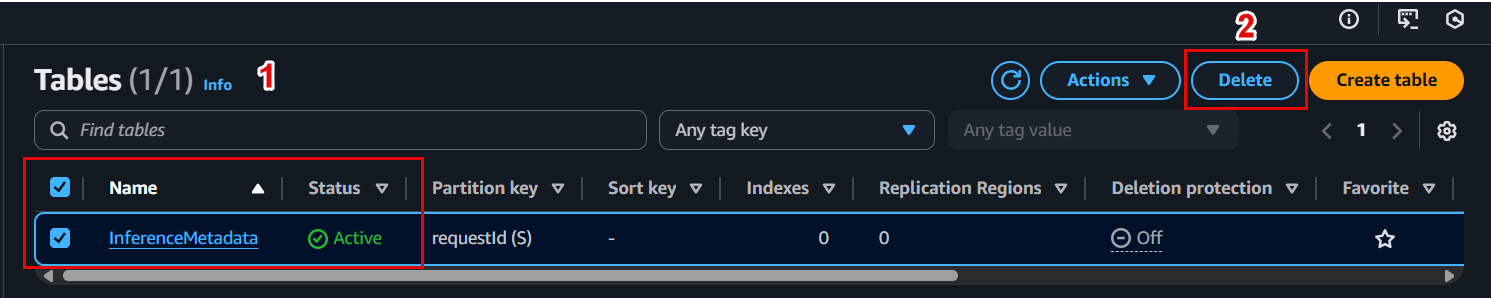 2
Tables (1/1) Info 1
Actions Delete Create table
Find tables Any tag key Any tag value 1
Name Status Partition key Sort key Indexes Replication Regions Deletion protection Favorite
InferenceMetadata Active requestId (S) - 0 0 Off